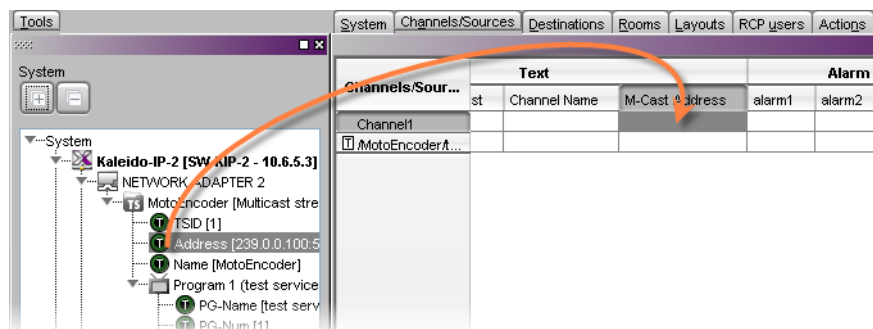 Tools
System Channels/Sources Destinations Rooms Layouts RCP users Actions
System
Channels/Sour... Text Alarm
st Channel Name M-Cast Address alarm1 alarm2
Channel1
T /MotoEncoder/t...
System
Kaleido-IP-2 [SW KIP-2 - 10.6.5.3]
NETWORK ADAPTER 2
TS MotoEncoder [Multicast stre
T TSID [1]
T Address [239.0.0.100:5
T Name [MotoEncoder]
Program 1 (test service
T PG-Name [test serv
T PG-Num [1]